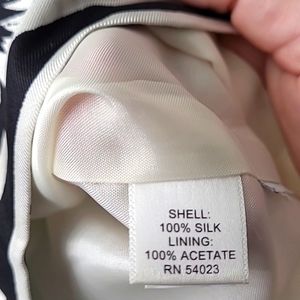 SHELL:
100% SILK
LINING:
100% ACETATE
RN 54023